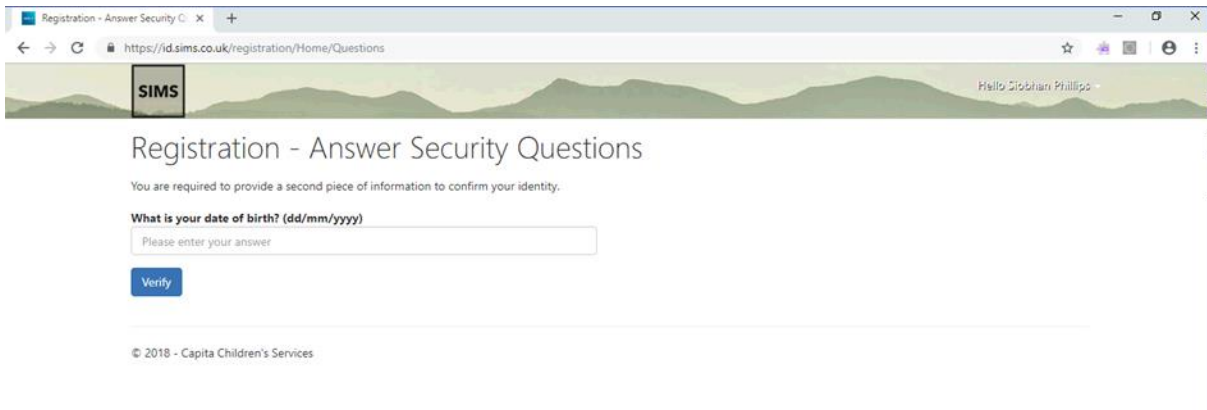 Registration - Answer Security Q
https://id.sims.co.uk/registration/Home/Questions
SIMS
Hello Siobhan Phillips
Registration - Answer Security Questions
You are required to provide a second piece of information to confirm your identity.
What is your date of birth? (dd/mm/yyyy)
Please enter your answer
Verify
© 2018 - Capita Children's Services